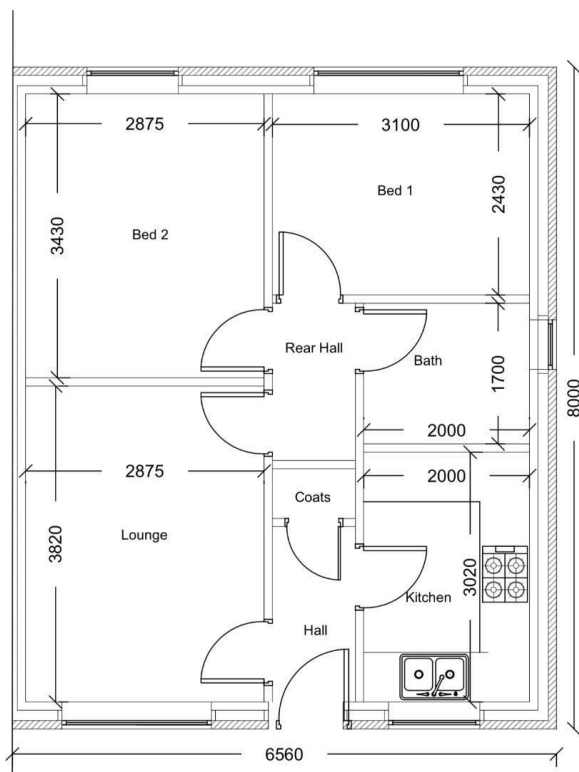 2875
3100
Bed 1
2430
3430
Bed 2
Rear Hall
Bath
1700
8000
2000
2875
2000
Coats
3820
Lounge
3020
Kitchen
Hall
6560